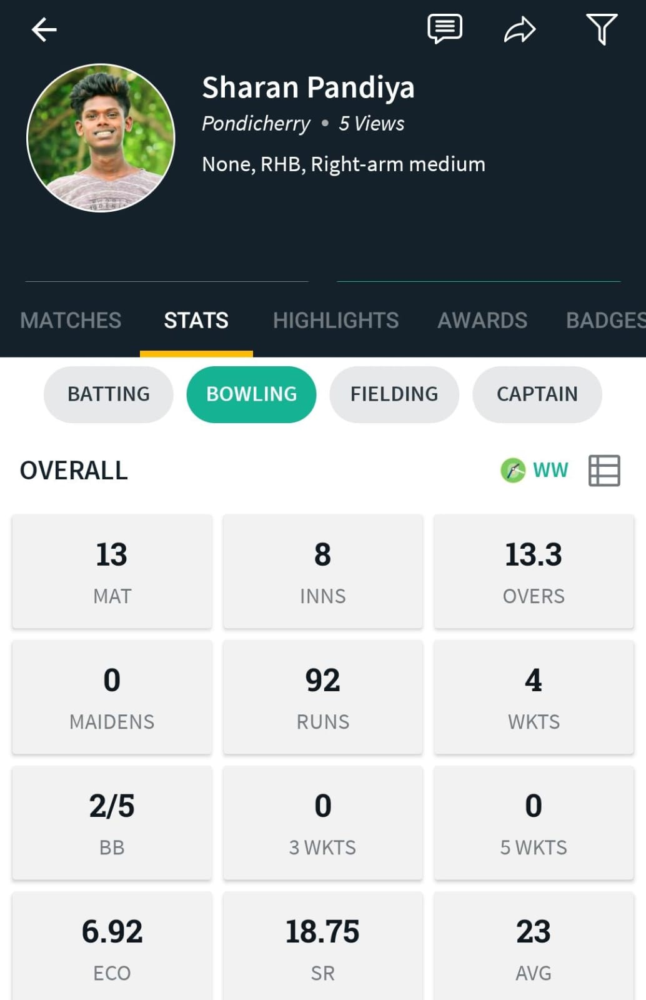 Sharan Pandiya
Pondicherry • 5 Views
None, RHB, Right-arm medium
MATCHES STATS HIGHLIGHTS AWARDS BADGES
BATTING BOWLING FIELDING CAPTAIN
OVERALL WW
13 8 13.3
MAT INNS OVERS
0 92 4
MAIDENS RUNS WKTS
2/5 0 0
BB 3 WKTS 5 WKTS
6.92 18.75 23
ECO SR AVG